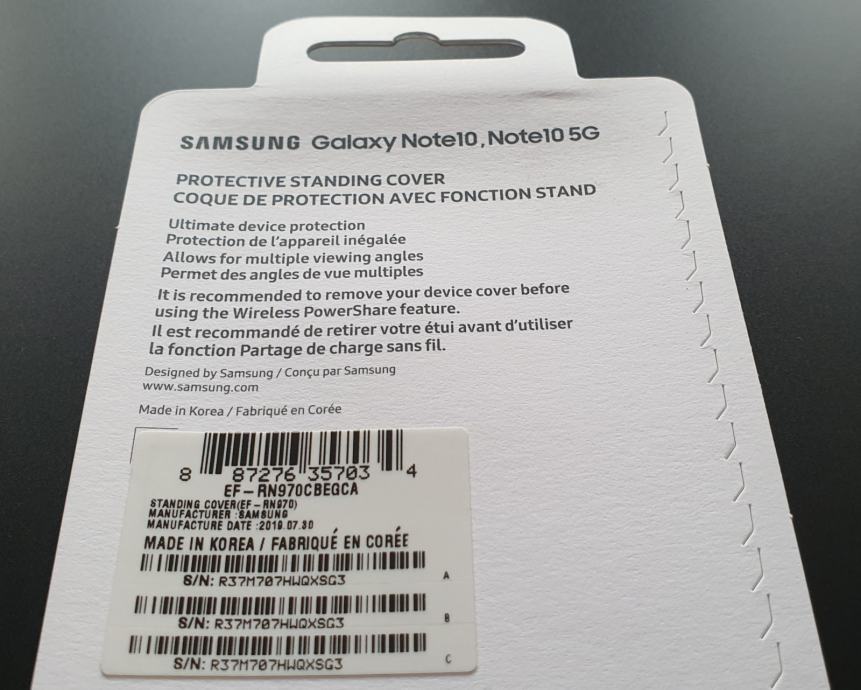 SAMSUNG Galaxy Note10, Note10 5G
PROTECTIVE STANDING COVER
COQUE DE PROTECTION AVEC FONCTION STAND
Ultimate device protection
Protection de l'appareil inégalée
Allows for multiple viewing angles
Permet des angles de vue multiples
It is recommended to remove your device cover before
using the Wireless PowerShare feature.
Il est recommandé de retirer votre étui avant d'utiliser
la fonction Partage de charge sans fil.
Designed by Samsung / Conçu par Samsung
www.samsung.com
Made in Korea / Fabriqué en Corée
8 87276 35703 4
EF-RN970CBEGCA
STANDING COVER(EF-RN970)
MANUFACTURER :SAMSUNG
MANUFACTURE DATE :2019.07.30
MADE IN KOREA / FABRIQUÉ EN CORÉE
S/N: R37M707HWQXSG3 A
S/N: R37M707HWQXSG3 B
S/N: R37M707HWQXSG3 C